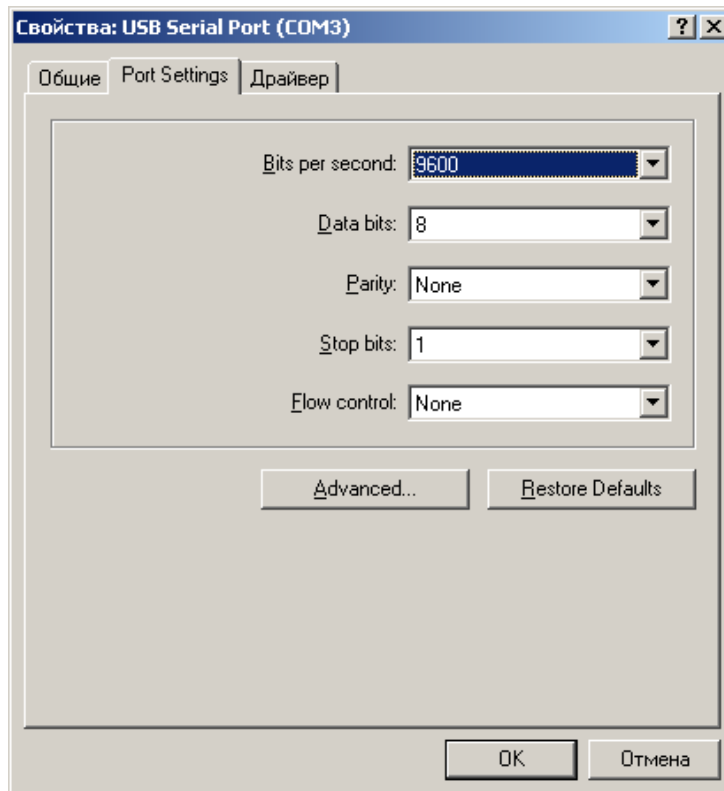 Свойства: USB Serial Port (COM3)
Общие Port Settings Драйвер
Bits per second: 9600
Data bits: 8
Parity: None
Stop bits: 1
Flow control: None
Advanced... Restore Defaults
OK Отмена